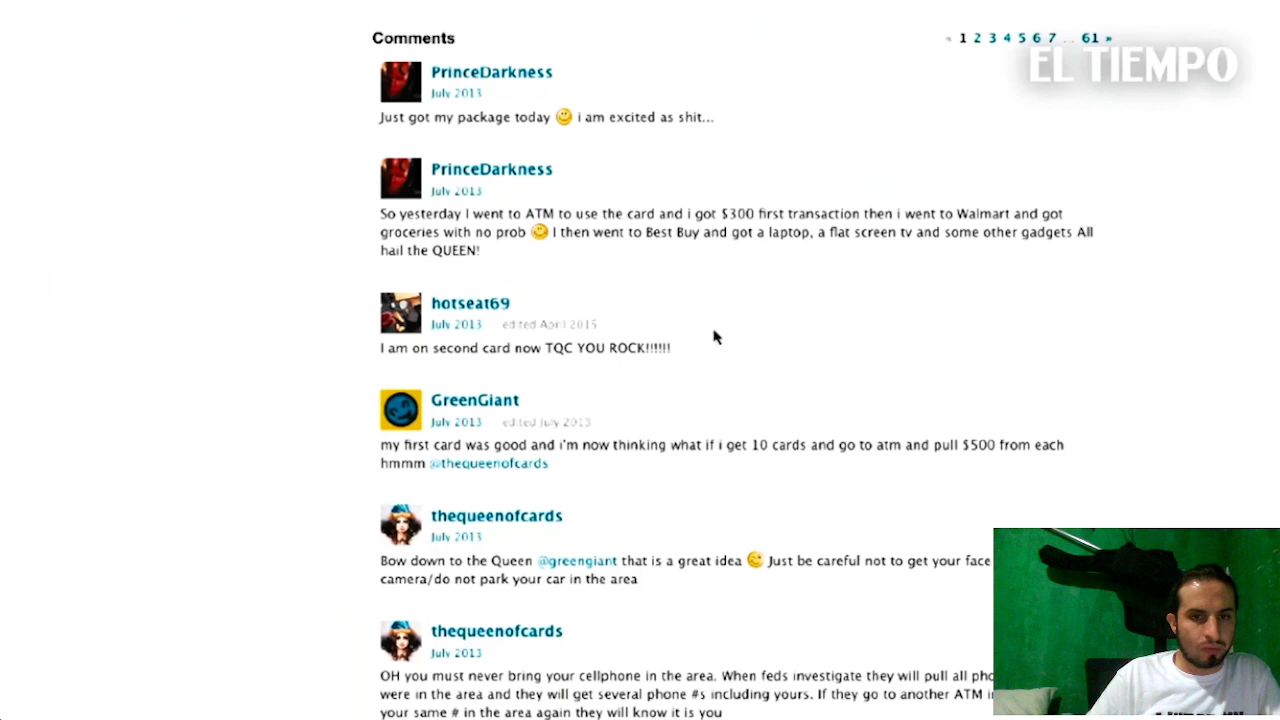 Comments
« 1 2 3 4 5 6 7 ... 61 »
EL TIEMPO
PrinceDarkness
July 2013
Just got my package today i am excited as shit...
PrinceDarkness
July 2013
So yesterday I went to ATM to use the card and i got $300 first transaction then i went to Walmart and got
groceries with no prob I then went to Best Buy and got a laptop, a flat screen tv and some other gadgets All
hail the QUEEN!
hotseat69
July 2013 edited April 2015
I am on second card now TQC YOU ROCK!!!!!!
GreenGiant
July 2013 edited July 2013
my first card was good and i'm now thinking what if i get 10 cards and go to atm and pull $500 from each
hmmm @thequeenofcards
thequeenofcards
July 2013
Bow down to the Queen @greengiant that is a great idea Just be careful not to get your face
camera/do not park your car in the area
thequeenofcards
July 2013
OH you must never bring your cellphone in the area. When feds investigate they will pull all
were in the area and they will get several phone #s including yours. If they go to another ATM
your same # in the area again they will know it is you